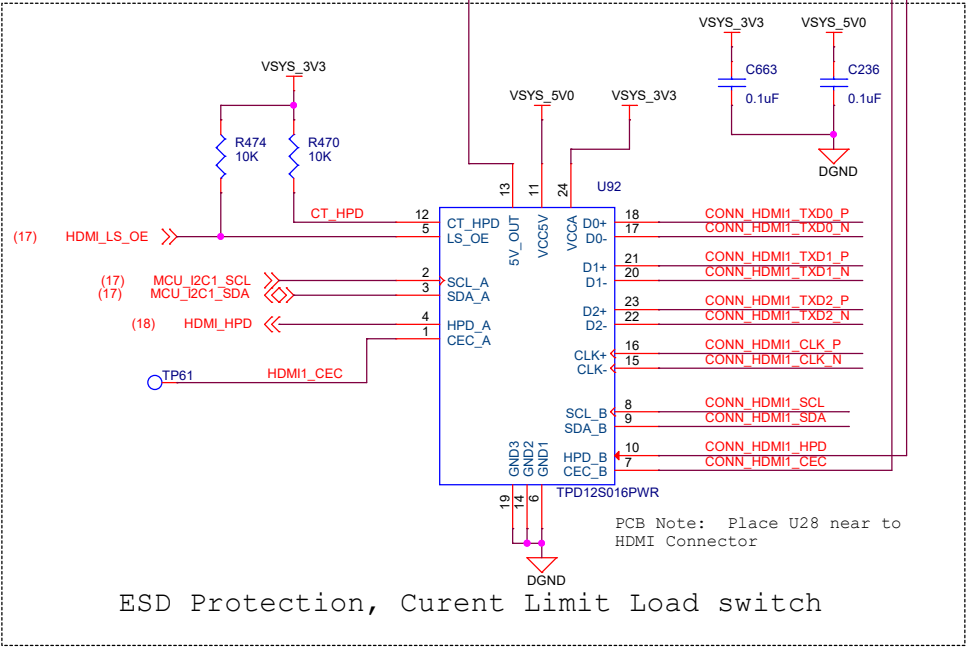 VSYS_3V3
VSYS_5V0
C663
0.1uF
C236
0.1uF
DGND
VSYS_3V3
VSYS_5V0
VSYS_3V3
R474
10K
R470
10K
13
11
24
U92
CT_HPD
12
5
CT_HPD
LS_OE
5V_OUT
VCC5V
VCCA
D0+
D0-
18
17
CONN_HDMI1_TXD0_P
CONN_HDMI1_TXD0_N
(17) HDMI_LS_OE
D1+
D1-
21
20
CONN_HDMI1_TXD1_P
CONN_HDMI1_TXD1_N
(17) MCU_I2C1_SCL
(17) MCU_I2C1_SDA
2
3
SCL_A
SDA_A
D2+
D2-
23
22
CONN_HDMI1_TXD2_P
CONN_HDMI1_TXD2_N
(18) HDMI_HPD
4
1
HPD_A
CEC_A
CLK+
CLK-
16
15
CONN_HDMI1_CLK_P
CONN_HDMI1_CLK_N
TP61
HDMI1_CEC
SCL_B
SDA_B
8
9
CONN_HDMI1_SCL
CONN_HDMI1_SDA
GND3
GND2
GND1
HPD_B
CEC_B
10
7
CONN_HDMI1_HPD
CONN_HDMI1_CEC
19
14
6
TPD12S016PWR
PCB Note: Place U28 near to
HDMI Connector
DGND
ESD Protection, Curent Limit Load switch